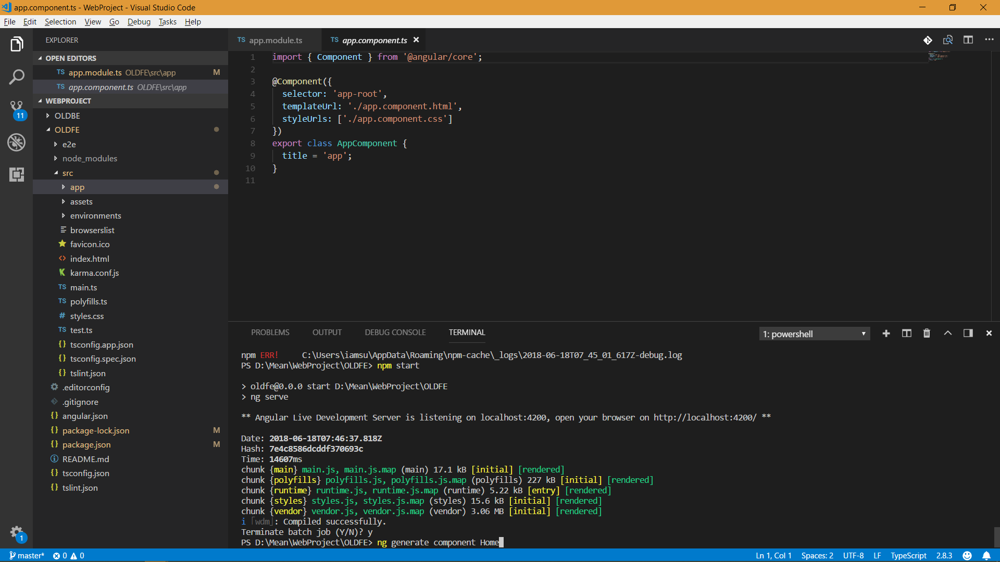 app.component.ts - WebProject - Visual Studio Code
File Edit Selection View Go Debug Tasks Help
EXPLORER
OPEN EDITORS
TS app.module.ts OLDFE\src\app M
TS app.component.ts OLDFE\src\app
WEBPROJECT
OLDBE
OLDFE
e2e
node_modules
src
app
assets
environments
browserslist
favicon.ico
<> index.html
K karma.conf.js
TS main.ts
TS polyfills.ts
# styles.css
TS test.ts
{} tsconfig.app.json
{} tsconfig.spec.json
{} tslint.json
.editorconfig
.gitignore
{} angular.json
{} package-lock.json M
{} package.json M
README.md
{} tsconfig.json
{} tslint.json
11
1
TS app.module.ts TS app.component.ts ×
1 import { Component } from '@angular/core';
2
3 @Component({
4 selector: 'app-root',
5 templateUrl: './app.component.html',
6 styleUrls: ['./app.component.css']
7 })
8 export class AppComponent {
9 title = 'app';
10 }
11
PROBLEMS OUTPUT DEBUG CONSOLE TERMINAL 1: powershell
npm ERR! C:\Users\iamsu\AppData\Roaming\npm-cache\_logs\2018-06-18T07_45_01_617Z-debug.log
PS D:\Mean\WebProject\OLDFE> npm start
> oldfe@0.0.0 start D:\Mean\WebProject\OLDFE
> ng serve
** Angular Live Development Server is listening on localhost:4200, open your browser on http://localhost:4200/ **
Date: 2018-06-18T07:46:37.818Z
Hash: 7e4c8586dcddf370693c
Time: 14607ms
chunk {main} main.js, main.js.map (main) 17.1 kB [initial] [rendered]
chunk {polyfills} polyfills.js, polyfills.js.map (polyfills) 227 kB [initial] [rendered]
chunk {runtime} runtime.js, runtime.js.map (runtime) 5.22 kB [entry] [rendered]
chunk {styles} styles.js, styles.js.map (styles) 15.6 kB [initial] [rendered]
chunk {vendor} vendor.js, vendor.js.map (vendor) 3.06 MB [initial] [rendered]
i ｢wdm｣: Compiled successfully.
Terminate batch job (Y/N)? y
PS D:\Mean\WebProject\OLDFE> ng generate component Home
master* 0 0 Ln 1, Col 1 Spaces: 2 UTF-8 LF TypeScript 2.8.3